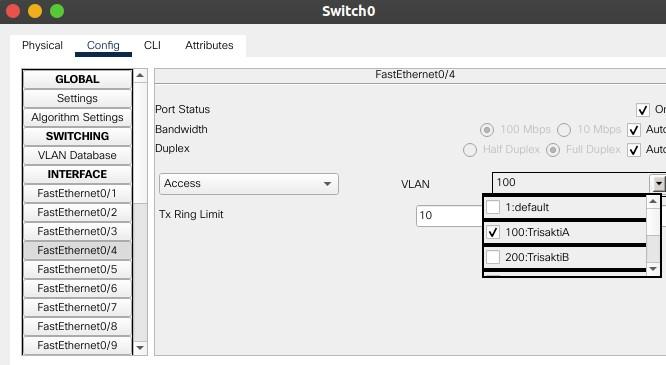 Switch0
Physical Config CLI Attributes
GLOBAL
Settings
Algorithm Settings
SWITCHING
VLAN Database
INTERFACE
FastEthernet0/1
FastEthernet0/2
FastEthernet0/3
FastEthernet0/4
FastEthernet0/5
FastEthernet0/6
FastEthernet0/7
FastEthernet0/8
FastEthernet0/9
FastEthernet0/4
Port Status
Bandwidth 100 Mbps 10 Mbps
Duplex Half Duplex Full Duplex
Access VLAN 100
Tx Ring Limit 10
1:default
100:TrisaktiA
200:TrisaktiB